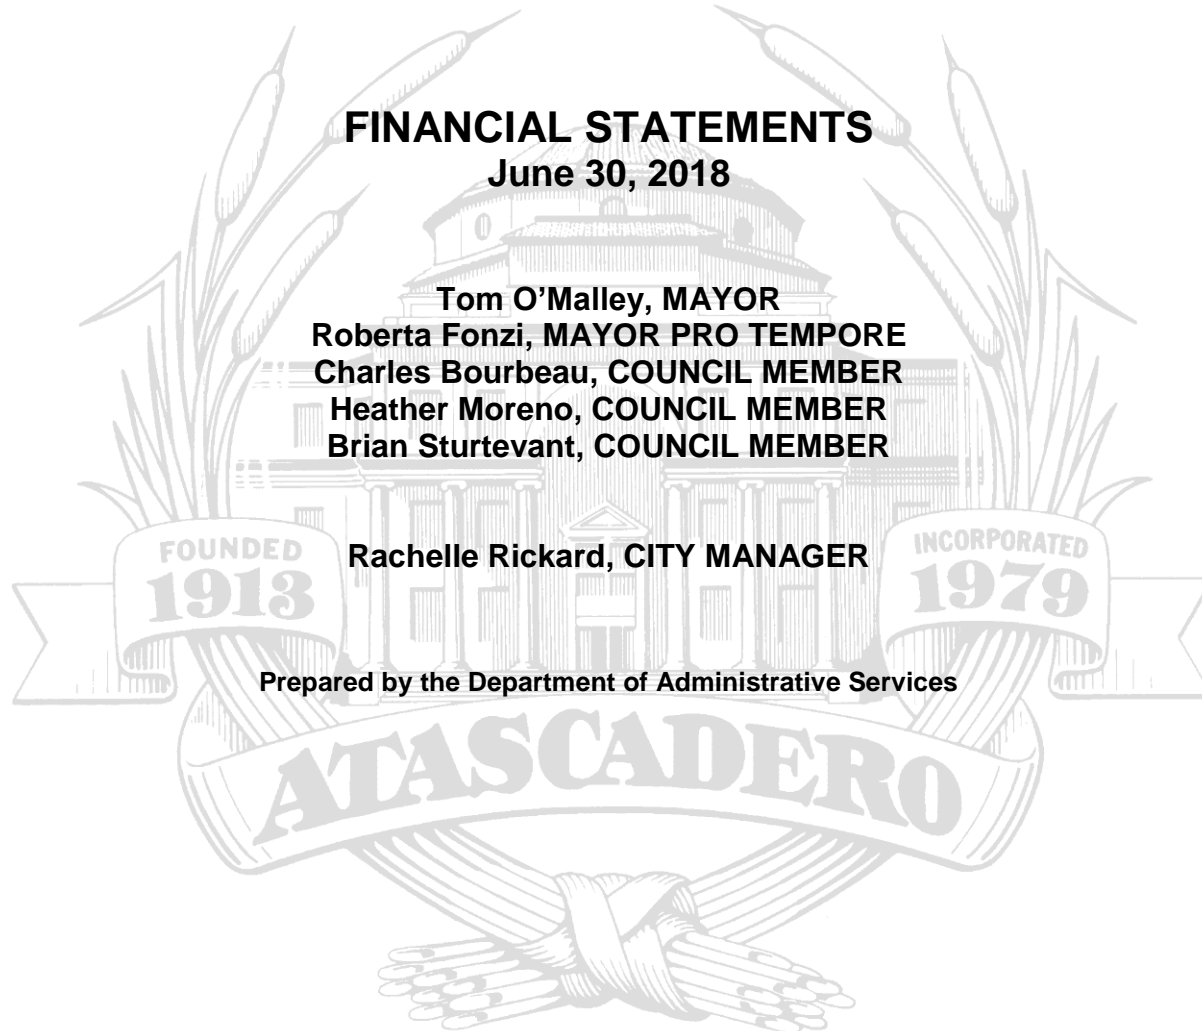 FINANCIAL STATEMENTS
June 30, 2018
Tom O’Malley, MAYOR
Roberta Fonzi, MAYOR PRO TEMPORE
Charles Bourbeau, COUNCIL MEMBER
Heather Moreno, COUNCIL MEMBER
Brian Sturtevant, COUNCIL MEMBER
Rachelle Rickard, CITY MANAGER
FOUNDED
1913
INCORPORATED
1979
Prepared by the Department of Administrative Services
ATASCADERO